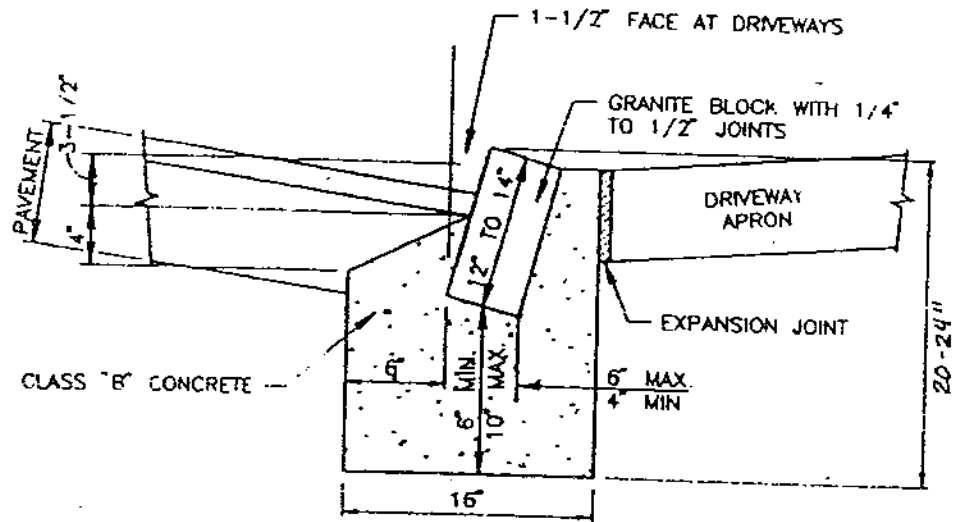 1-1/2" FACE AT DRIVEWAYS
GRANITE BLOCK WITH 1/4"
TO 1/2" JOINTS
PAVEMENT
3-1/2"
4"
12" TO 14"
DRIVEWAY
APRON
EXPANSION JOINT
CLASS "B" CONCRETE
6"
6" MIN.
10" MAX.
6" MAX
4" MIN
16"
20-24"